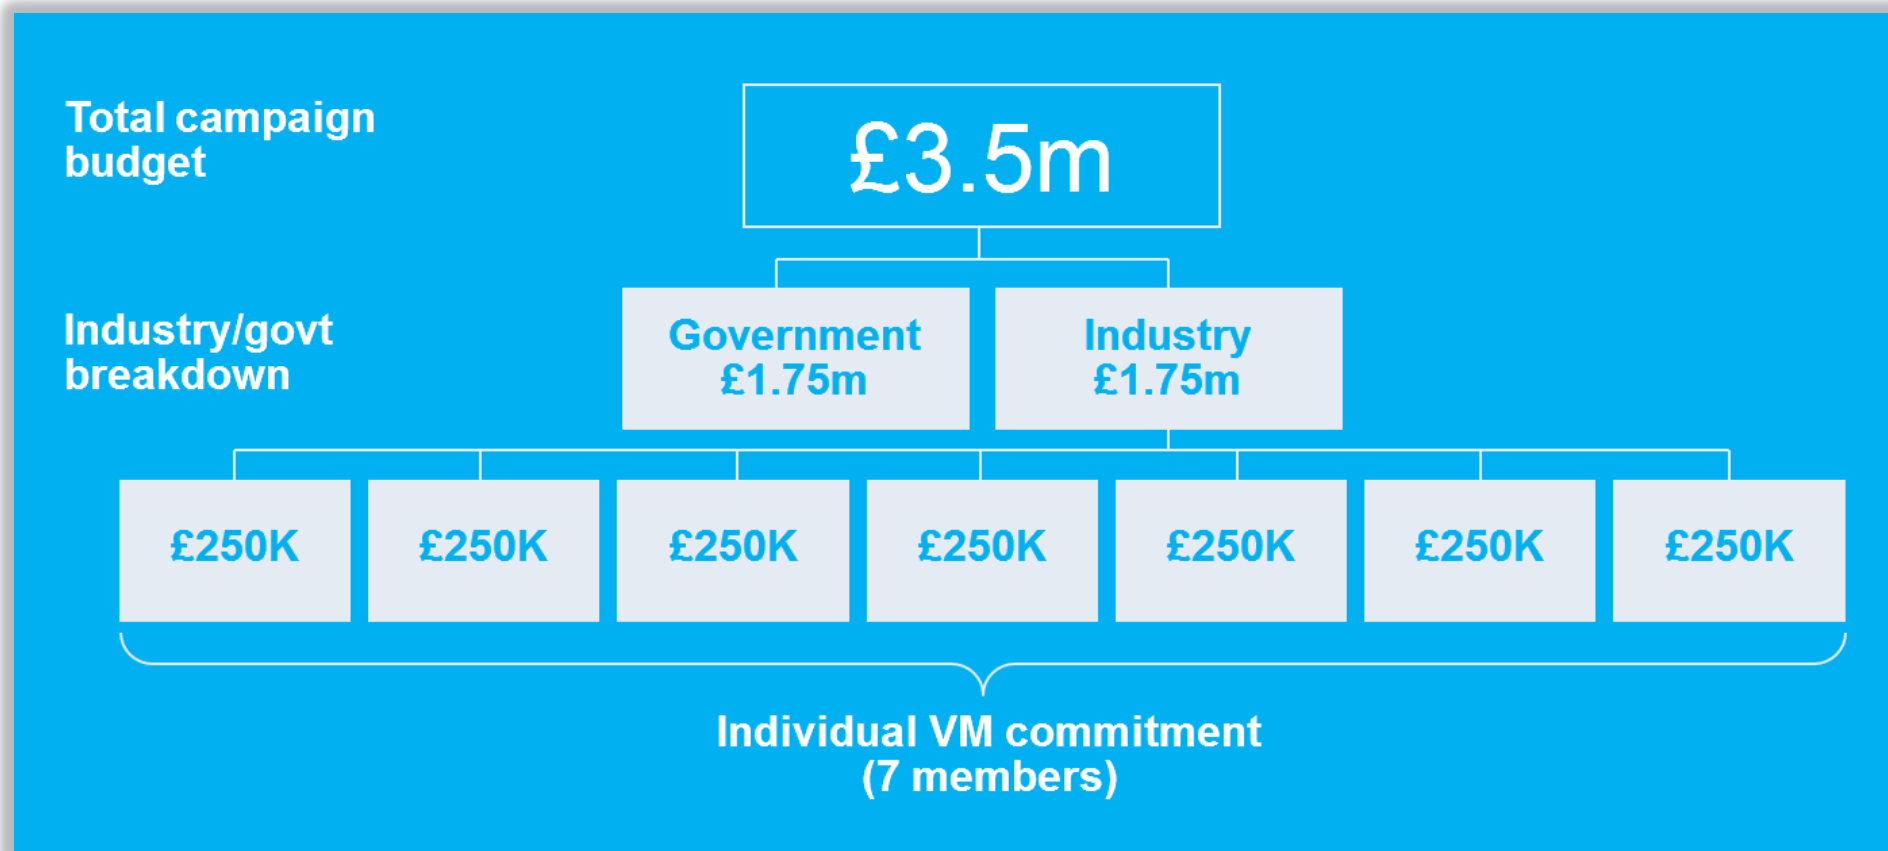 Total campaign
budget
£3.5m
Industry/govt
breakdown
Government
£1.75m
Industry
£1.75m
£250K
£250K
£250K
£250K
£250K
£250K
£250K
Individual VM commitment
(7 members)